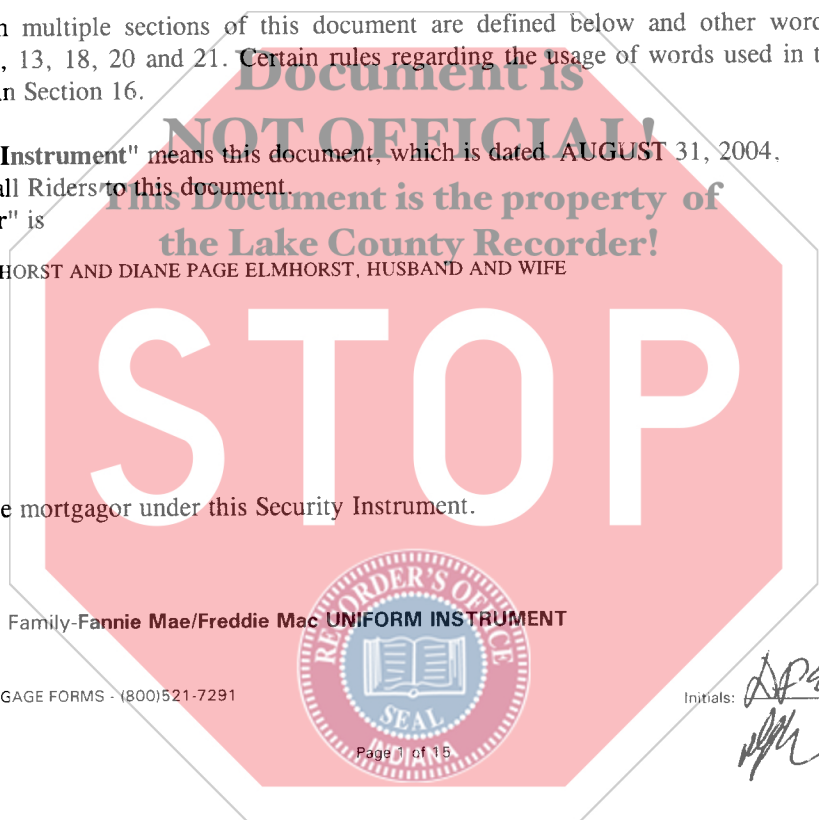 multiple sections of this document are defined below and other
, 13, 18, 20 and 21. Certain rules regarding the usage of words used in
n Section 16.
Document is
NOT OFFICIAL!
Instrument" means this document, which is dated AUGUST 31, 2004,
all Riders to this document.
This Document is the property of
r" is
the Lake County Recorder!
HORST AND DIANE PAGE ELMHORST, HUSBAND AND WIFE
STOP
e mortgagor under this Security Instrument.
RECORDER'S OFFICE
Family-Fannie Mae/Freddie Mac UNIFORM INSTRUMENT
GAGE FORMS - (800)521-7291
Initials:
SEAL
INDIANA
Page 1 of 15